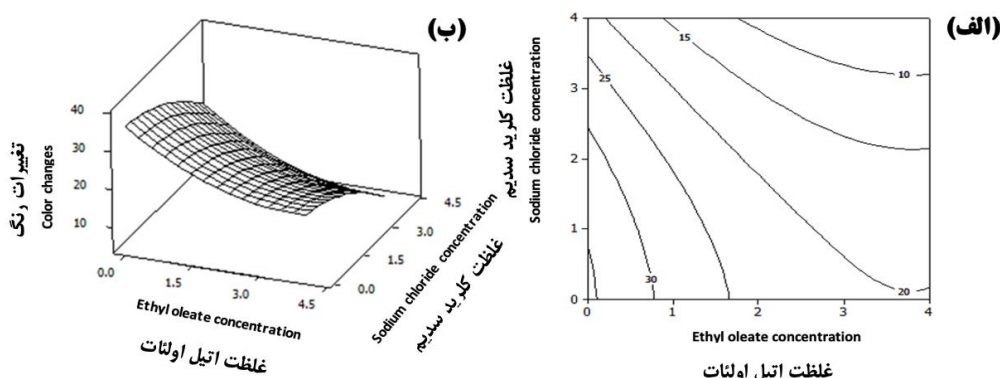 (الف)
4
3
2
1
0
0
1
2
3
4
10
15
25
30
20
Sodium chloride concentration
غلظت کلرید سدیم
Ethyl oleate concentration
غلظت اتیل اولئات
(ب)
تغییرات رنگ
Color changes
40
30
20
10
0.0
1.5
3.0
4.5
Ethyl oleate concentration
غلظت اتیل اولئات
0.0
1.5
3.0
4.5
Sodium chloride concentration
غلظت کلرید سدیم